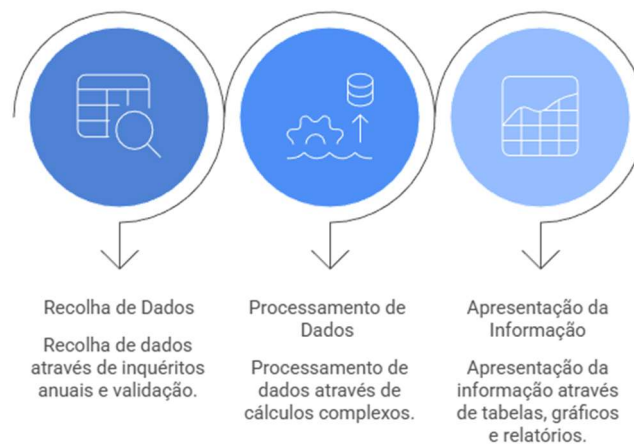 Recolha de Dados
Recolha de dados
através de inquéritos
anuais e validação.
Processamento de
Dados
Processamento de
dados através de
cálculos complexos.
Apresentação da
Informação
Apresentação da
informação através
de tabelas, gráficos
e relatórios.